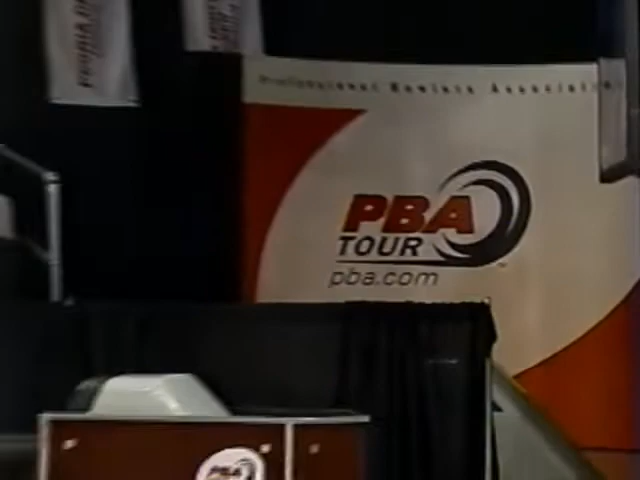 Professional Bowlers Association
PBA
TOUR
pba.com
PBA